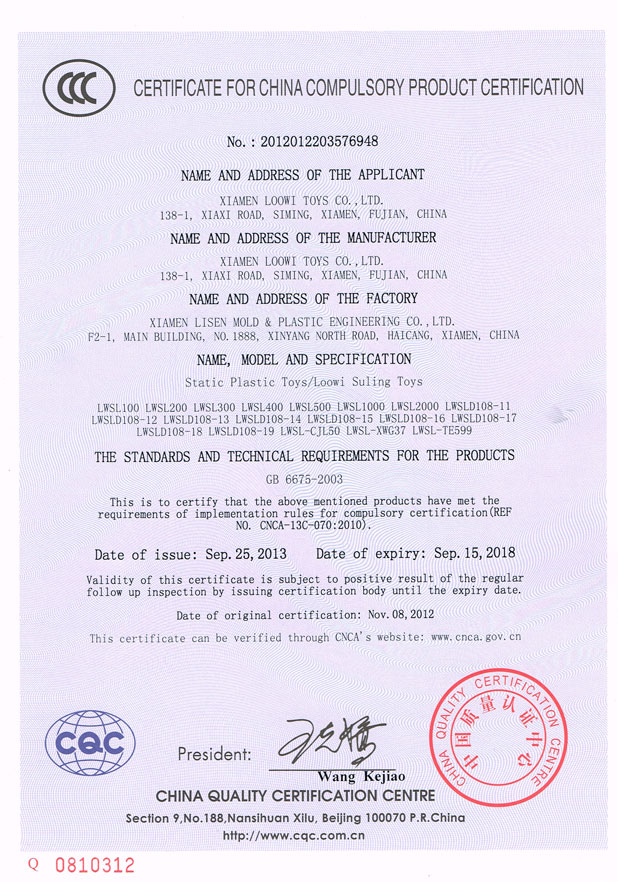 CCC
CERTIFICATE FOR CHINA COMPULSORY PRODUCT CERTIFICATION
No. : 2012012203576948
NAME AND ADDRESS OF THE APPLICANT
XIAMEN LOOWI TOYS CO.,LTD.
138-1, XIAXI ROAD, SIMING, XIAMEN, FUJIAN, CHINA
NAME AND ADDRESS OF THE MANUFACTURER
XIAMEN LOOWI TOYS CO.,LTD.
138-1, XIAXI ROAD, SIMING, XIAMEN, FUJIAN, CHINA
NAME AND ADDRESS OF THE FACTORY
XIAMEN LISEN MOLD & PLASTIC ENGINEERING CO.,LTD.
F2-1, MAIN BUILDING, NO.1888, XINYANG NORTH ROAD, HAICANG, XIAMEN, CHINA
NAME, MODEL AND SPECIFICATION
Static Plastic Toys/Loowi Suling Toys
LWSL100 LWSL200 LWSL300 LWSL400 LWSL500 LWSL1000 LWSL2000 LWSLD108-11
LWSLD108-12 LWSLD108-13 LWSLD108-14 LWSLD108-15 LWSLD108-16 LWSLD108-17
LWSLD108-18 LWSLD108-19 LWSL-CJL50 LWSL-XWG37 LWSL-TE599
THE STANDARDS AND TECHNICAL REQUIREMENTS FOR THE PRODUCTS
GB 6675-2003
This is to certify that the above mentioned products have met the
requirements of implementation rules for compulsory certification(REF
NO. CNCA-13C-070:2010).
Date of issue: Sep.25,2013 Date of expiry: Sep.15,2018
Validity of this certificate is subject to positive result of the regular
follow up inspection by issuing certification body until the expiry date.
Date of original certification: Nov.08,2012
This certificate can be verified through CNCA's website: www.cnca.gov.cn
CQC
President:
Wang Kejiao
CHINA QUALITY CERTIFICATION CENTRE
中国质量认证中心
CHINA QUALITY CERTIFICATION CENTRE
Section 9,No.188,Nansihuan Xilu, Beijing 100070 P.R.China
http://www.cqc.com.cn
Q 0810312